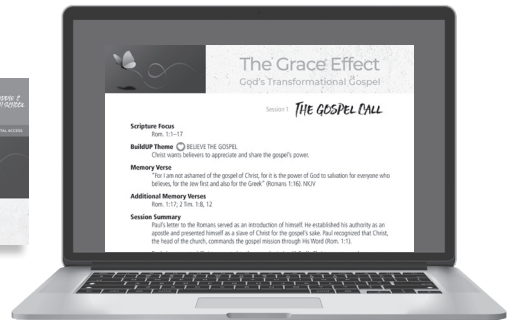 The Grace Effect
God's Transformational Gospel
Session 1 THE GOSPEL CALL
Scripture Focus
Rom. 1:1–17
BuildUP Theme BELIEVE THE GOSPEL
Christ wants believers to appreciate and share the gospel's power.
Memory Verse
"For I am not ashamed of the gospel of Christ, for it is the power of God to salvation for everyone who
believes, for the Jew first and also for the Greek" (Romans 1:16). NKJV
Additional Memory Verses
Rom. 1:17; 2 Tim. 1:8, 12
Session Summary
Paul's letter to the Romans served as an introduction of himself. He established his authority as an
apostle and presented himself as a slave of Christ for the gospel's sake. Paul recognized that Christ,
the head of the church, commands the gospel mission through His Word (Rom. 1:1).